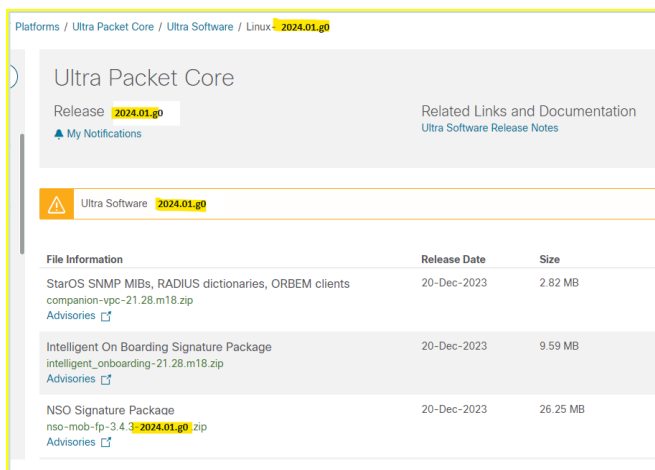 Platforms / Ultra Packet Core / Ultra Software / Linux- 2024.01.g0
Ultra Packet Core
Release 2024.01.g0
My Notifications
Related Links and Documentation
Ultra Software Release Notes
Ultra Software 2024.01.g0
File Information Release Date Size
StarOS SNMP MIBs, RADIUS dictionaries, ORBEM clients 20-Dec-2023 2.82 MB
companion-vpc-21.28.m18.zip
Advisories
Intelligent On Boarding Signature Package 20-Dec-2023 9.59 MB
intelligent_onboarding-21.28.m18.zip
Advisories
NSO Signature Package 20-Dec-2023 26.25 MB
nso-mob-fp-3.4.3-2024.01.g0 zip
Advisories